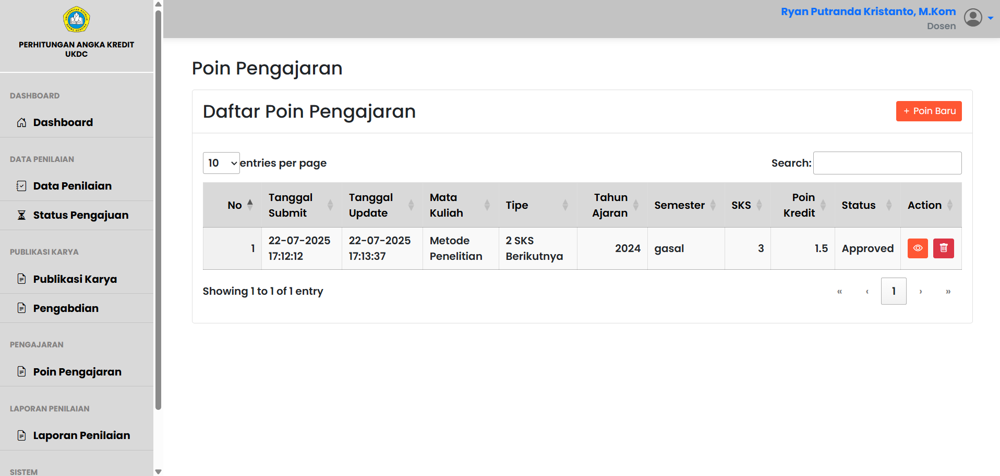 PERHITUNGAN ANGKA KREDIT
UKDC
Ryan Putranda Kristanto, M.Kom
Dosen
DASHBOARD
Dashboard
DATA PENILAIAN
Data Penilaian
Status Pengajuan
PUBLIKASI KARYA
Publikasi Karya
Pengabdian
PENGAJARAN
Poin Pengajaran
LAPORAN PENILAIAN
Laporan Penilaian
SISTEM
Poin Pengajaran
Daftar Poin Pengajaran
+ Poin Baru
10 entries per page
Search:
No Tanggal Submit Tanggal Update Mata Kuliah Tipe Tahun Ajaran Semester SKS Poin Kredit Status Action
1 22-07-2025 17:12:12 22-07-2025 17:13:37 Metode Penelitian 2 SKS Berikutnya 2024 gasal 3 1.5 Approved
Showing 1 to 1 of 1 entry
« ‹ 1 › »